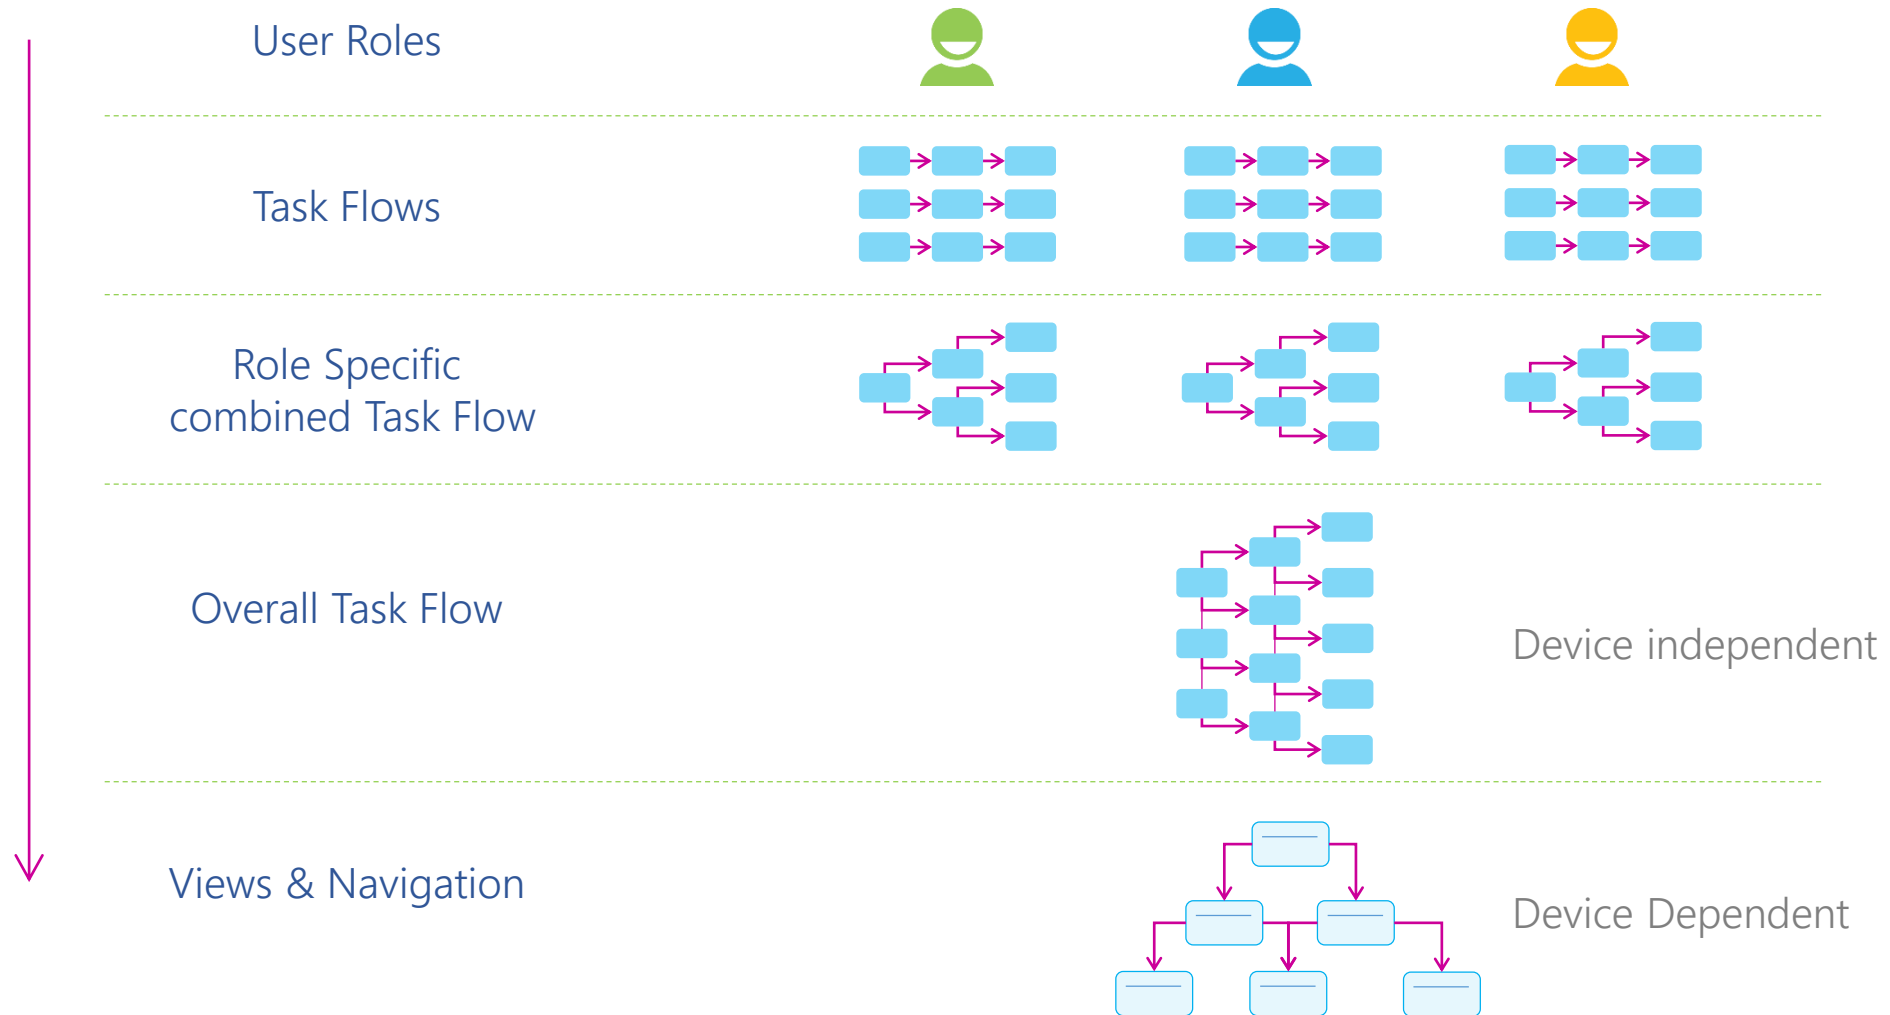 User Roles
Task Flows
Role Specific
combined Task Flow
Overall Task Flow
Device independent
Views & Navigation
Device Dependent